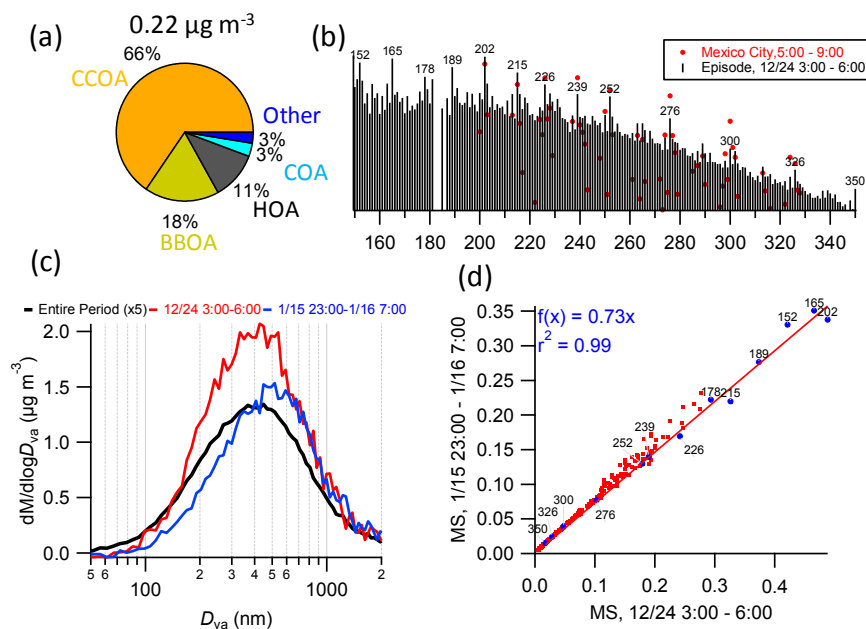 (a)
0.22 µg m-3
66%
CCOA
Other
3%
3%
COA
11%
HOA
18%
BBOA
(b)
Mexico City,5:00 - 9:00
Episode, 12/24 3:00 - 6:00
152
165
178
189
202
215
226
239
252
276
300
326
350
160 180 200 220 240 260 280 300 320 340
(c)
Entire Period (x5) 12/24 3:00-6:00 1/15 23:00-1/16 7:00
dM/dlogDva (µg m-3)
2.0
1.5
1.0
0.5
0.0
5 6 100 2 3 4 5 6 1000 2
Dva (nm)
(d)
f(x) = 0.73x
r2 = 0.99
MS, 1/15 23:00 - 1/16 7:00
0.35
0.30
0.25
0.20
0.15
0.10
0.05
0.00
165
152
202
189
178
215
239
226
252
300
276
326
350
0.0 0.1 0.2 0.3 0.4
MS, 12/24 3:00 - 6:00